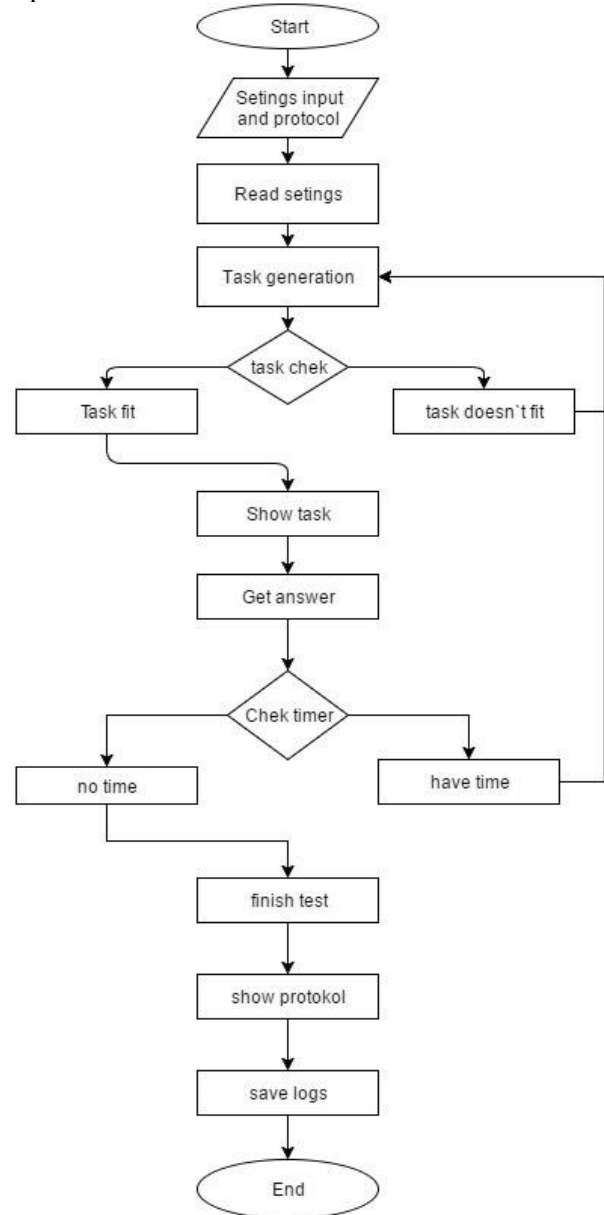 Start
Setings input
and protocol
Read setings
Task generation
task chek
Task fit
task doesn`t fit
Show task
Get answer
Chek timer
no time
have time
finish test
show protokol
save logs
End